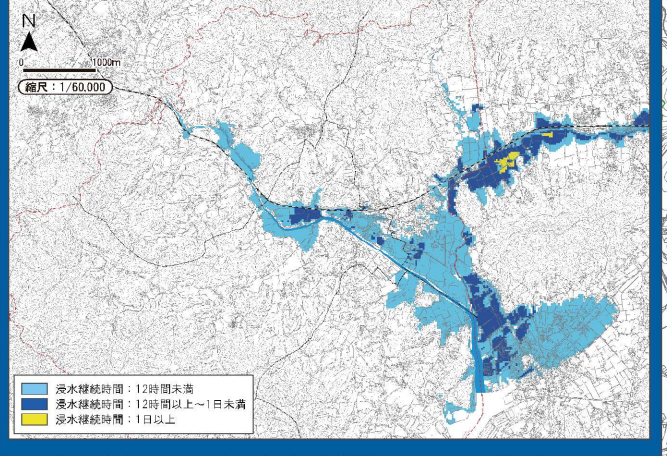 N
0 1000m
縮尺：1/60,000
浸水継続時間：12時間未満
浸水継続時間：12時間以上～1日未満
浸水継続時間：1日以上